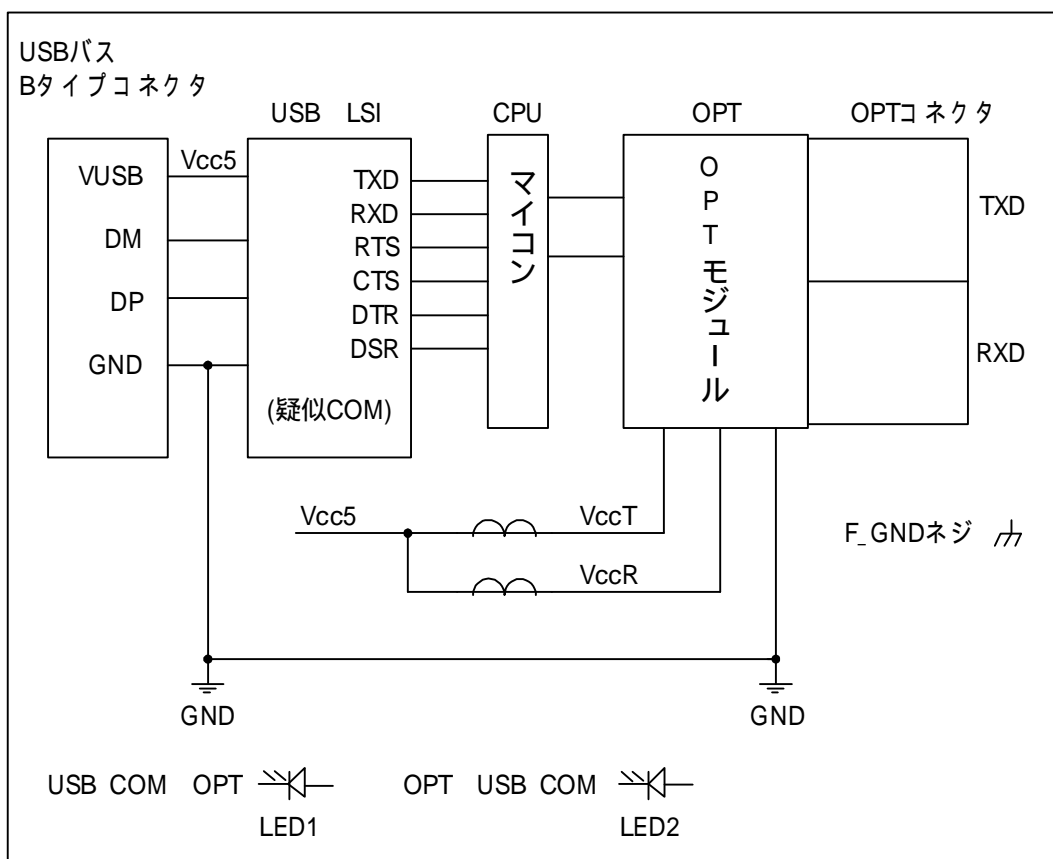 USBバス
Bタイプコネクタ
USB LSI
CPU
OPT
OPTコネクタ
VUSB
DM
DP
GND
Vcc5
TXD
RXD
RTS
CTS
DTR
DSR
(疑似COM)
マイコン
OPTモジュール
TXD
RXD
Vcc5
VccT
VccR
F_GNDネジ
GND
GND
USB COM OPT
LED1
OPT USB COM
LED2